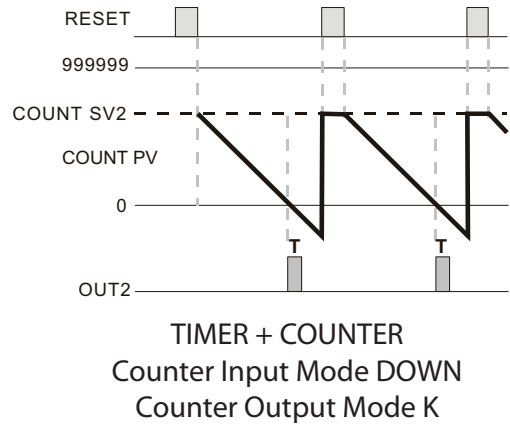 RESET
999999
COUNT SV2
COUNT PV
0
T T
OUT2
TIMER + COUNTER
Counter Input Mode DOWN
Counter Output Mode K